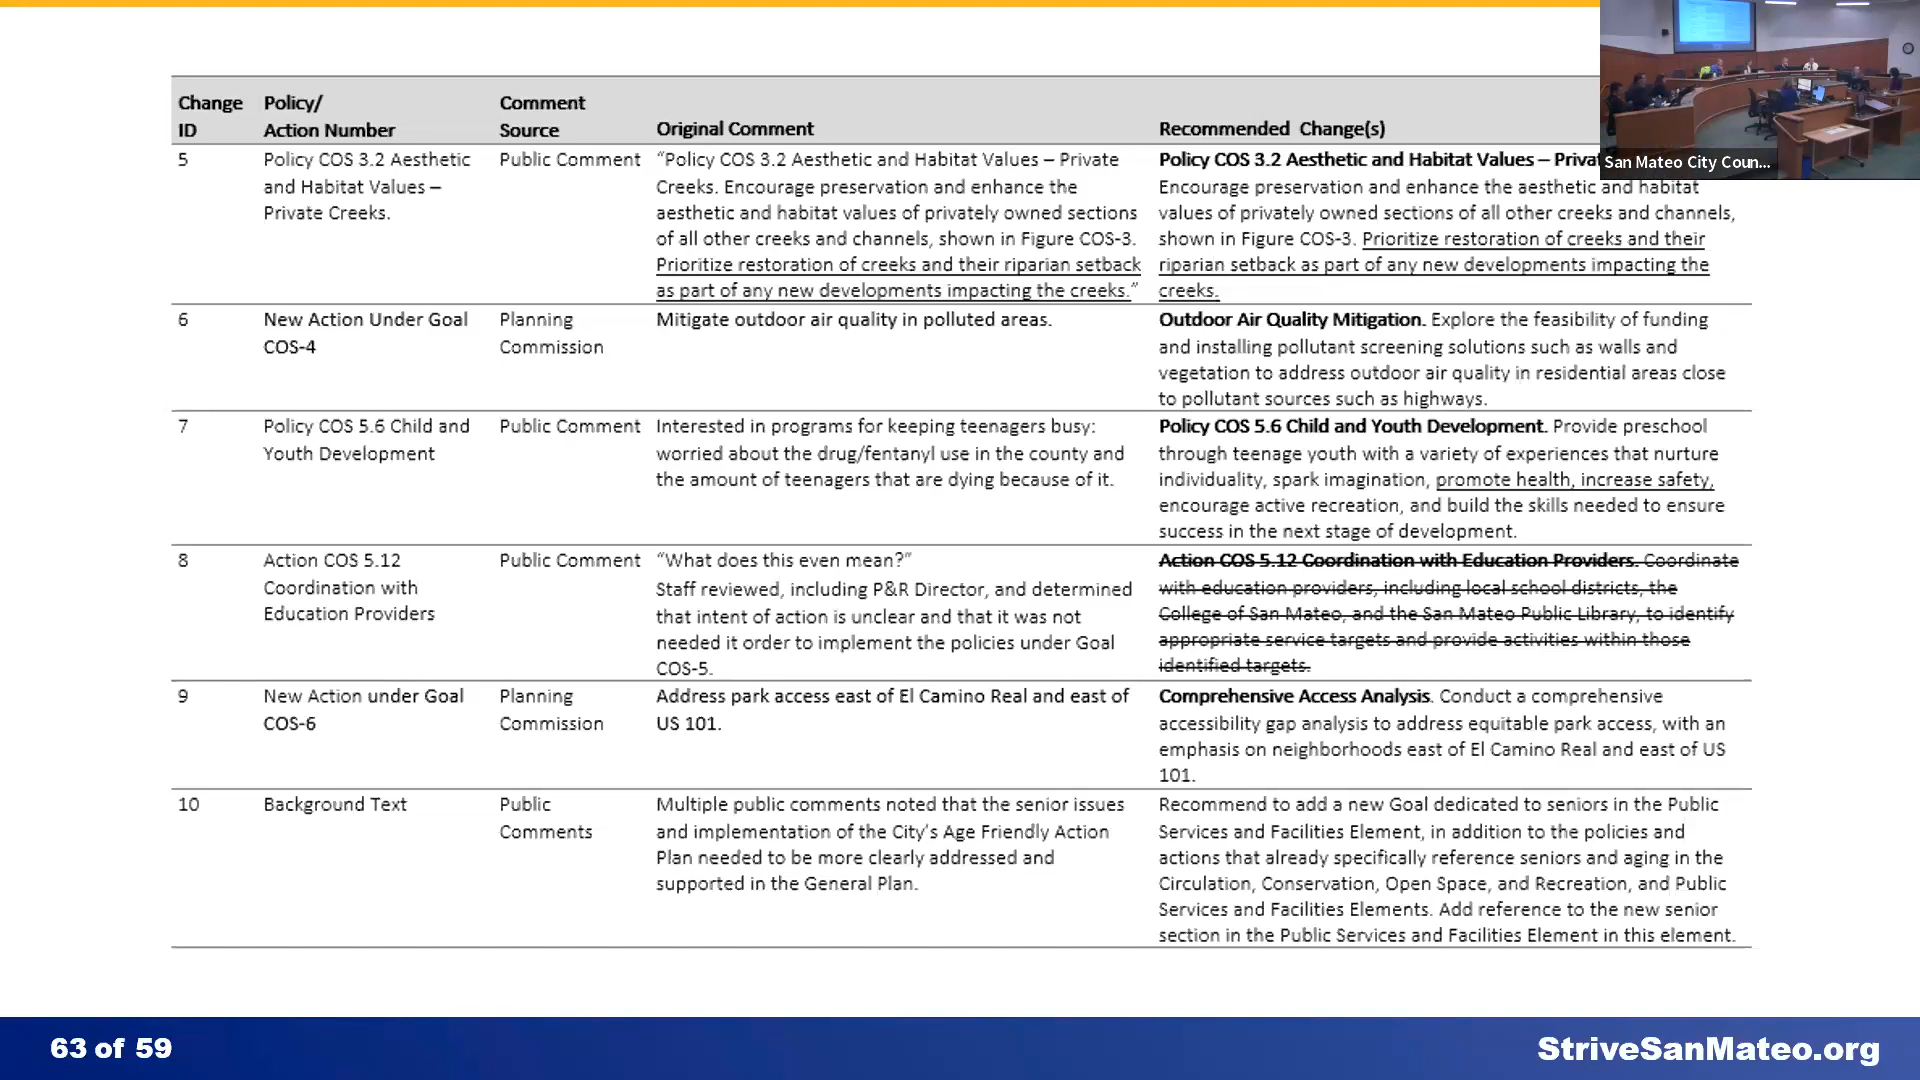 Change ID
Policy/ Action Number
Comment Source
Original Comment
Recommended Change(s)
5
Policy COS 3.2 Aesthetic
and Habitat Values –
Private Creeks.
Public Comment
“Policy COS 3.2 Aesthetic and Habitat Values – Private
Creeks. Encourage preservation and enhance the
aesthetic and habitat values of privately owned sections
of all other creeks and channels, shown in Figure COS-3.
Prioritize restoration of creeks and their riparian setback
as part of any new developments impacting the creeks.”
Policy COS 3.2 Aesthetic and Habitat Values –
Encourage preservation and enhance the aesthetic and habitat
values of privately owned sections of all other creeks and channels,
shown in Figure COS-3. Prioritize restoration of creeks and their
riparian setback as part of any new developments impacting the
creeks.
6
New Action Under Goal
COS-4
Planning
Commission
Mitigate outdoor air quality in polluted areas.
Outdoor Air Quality Mitigation. Explore the feasibility of funding
and installing pollutant screening solutions such as walls and
vegetation to address outdoor air quality in residential areas close
to pollutant sources such as highways.
7
Policy COS 5.6 Child and
Youth Development
Public Comment
Interested in programs for keeping teenagers busy:
worried about the drug/fentanyl use in the county and
the amount of teenagers that are dying because of it.
Policy COS 5.6 Child and Youth Development. Provide preschool
through teenage youth with a variety of experiences that nurture
individuality, spark imagination, promote health, increase safety,
encourage active recreation, and build the skills needed to ensure
success in the next stage of development.
8
Action COS 5.12
Coordination with
Education Providers
Public Comment
“What does this even mean?”
Staff reviewed, including P&R Director, and determined
that intent of action is unclear and that it was not
needed it order to implement the policies under Goal
COS-5.
Action COS 5.12 Coordination with Education Providers. Coordinate
with education providers, including local school districts, the
College of San Mateo, and the San Mateo Public Library, to identify
appropriate service targets and provide activities within those
identified targets.
9
New Action under Goal
COS-6
Planning
Commission
Address park access east of El Camino Real and east of
US 101.
Comprehensive Access Analysis. Conduct a comprehensive
accessibility gap analysis to address equitable park access, with an
emphasis on neighborhoods east of El Camino Real and east of US
101.
10
Background Text
Public
Comments
Multiple public comments noted that the senior issues
and implementation of the City’s Age Friendly Action
Plan needed to be more clearly addressed and
supported in the General Plan.
Recommend to add a new Goal dedicated to seniors in the Public
Services and Facilities Element, in addition to the policies and
actions that already specifically reference seniors and aging in the
Circulation, Conservation, Open Space, and Recreation, and Public
Services and Facilities Elements. Add reference to the new senior
section in the Public Services and Facilities Element in this element.
San Mateo City Coun...
63 of 59
StriveSanMateo.org